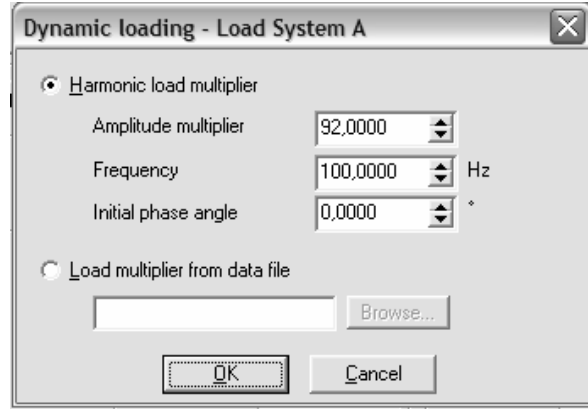 Dynamic loading - Load System A
Harmonic load multiplier
Amplitude multiplier 92,0000
Frequency 100,0000 Hz
Initial phase angle 0,0000 °
Load multiplier from data file
Browse...
OK Cancel